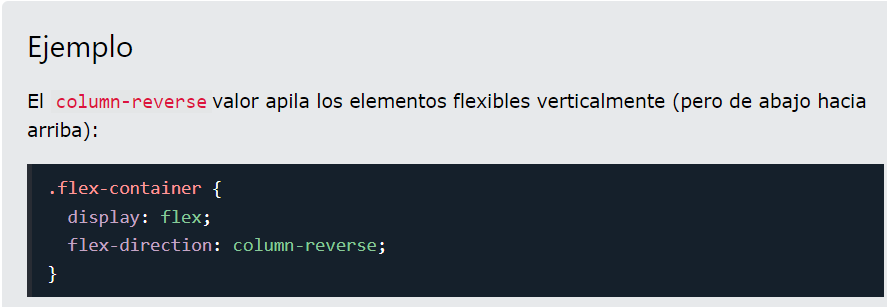 Ejemplo
El column-reverse valor apila los elementos flexibles verticalmente (pero de abajo hacia
arriba):
.flex-container {
  display: flex;
  flex-direction: column-reverse;
}